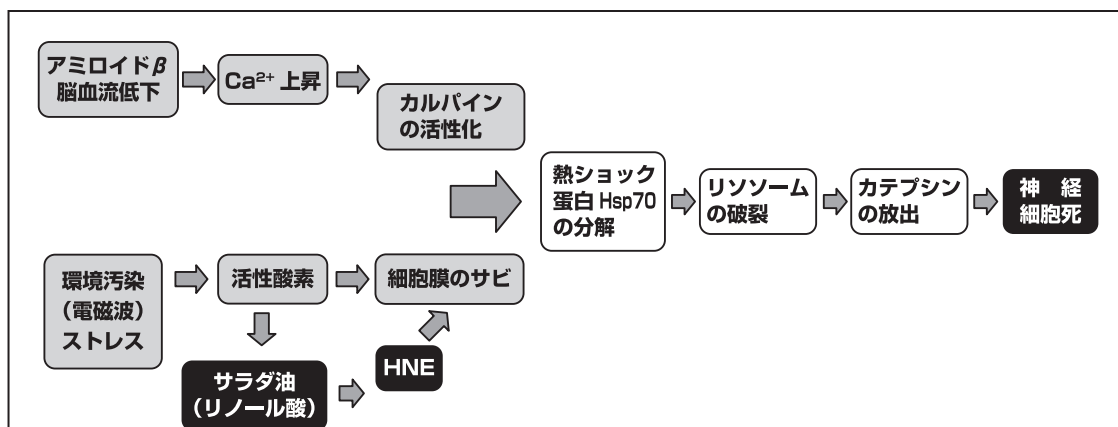 アミロイドβ
脳血流低下
Ca²⁺ 上昇
カルパイン
の活性化
熱ショック
蛋白 Hsp70
の分解
リソソーム
の破裂
カテプシン
の放出
神　経
細胞死
環境汚染
（電磁波）
ストレス
活性酸素
細胞膜のサビ
サラダ油
（リノール酸）
HNE